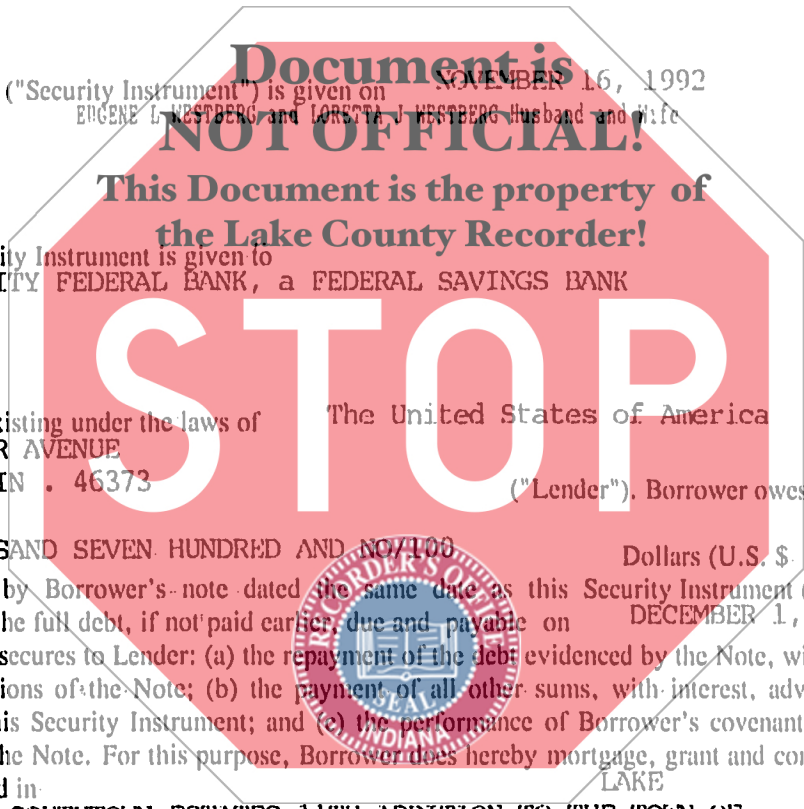 Document is
("Security Instrument") is given on NOVEMBER 16, 1992
EUGENE L WESTBERG and LORETTA J WESTBERG Husband and Wife
NOT OFFICIAL!
This Document is the property of
the Lake County Recorder!
ity Instrument is given to
ITY FEDERAL BANK, a FEDERAL SAVINGS BANK
STOP
isting under the laws of The United States of America
R AVENUE
IN . 46373
("Lender"). Borrower owes
SAND SEVEN HUNDRED AND NO/100
Dollars (U.S. $
by Borrower's note dated the same date as this Security Instrument (
he full debt, if not paid earlier, due and payable on DECEMBER 1,
secures to Lender: (a) the repayment of the debt evidenced by the Note, wi
ions of the Note; (b) the payment of all other sums, with interest, adv
is Security Instrument; and (c) the performance of Borrower's covenant
he Note. For this purpose, Borrower does hereby mortgage, grant and con
d in LAKE
RECORDER'S OFFICE
SEAL
INDIANA
ADDITION TO THE TOWN OF